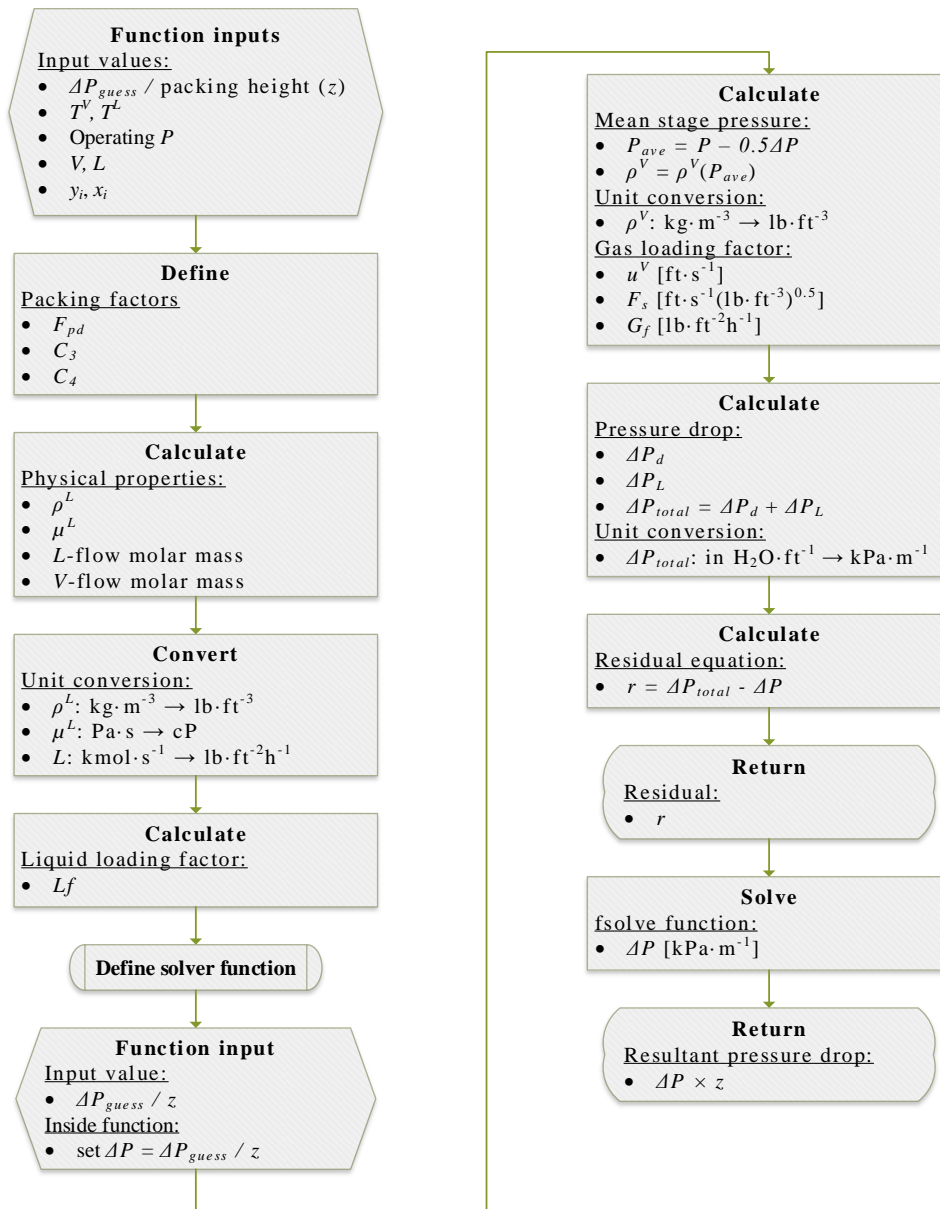 Function inputs
Input values:
• ΔP_guess / packing height (z)
• T^V, T^L
• Operating P
• V, L
• y_i, x_i
Define
Packing factors
• F_pd
• C_3
• C_4
Calculate
Physical properties:
• ρ^L
• μ^L
• L-flow molar mass
• V-flow molar mass
Convert
Unit conversion:
• ρ^L: kg·m^-3 → lb·ft^-3
• μ^L: Pa·s → cP
• L: kmol·s^-1 → lb·ft^-2h^-1
Calculate
Liquid loading factor:
• Lf
Define solver function
Function input
Input value:
• ΔP_guess / z
Inside function:
• set ΔP = ΔP_guess / z
Calculate
Mean stage pressure:
• P_ave = P – 0.5ΔP
• ρ^V = ρ^V(P_ave)
Unit conversion:
• ρ^V: kg·m^-3 → lb·ft^-3
Gas loading factor:
• u^V [ft·s^-1]
• F_s [ft·s^-1(lb·ft^-3)^0.5]
• G_f [lb·ft^-2h^-1]
Calculate
Pressure drop:
• ΔP_d
• ΔP_L
• ΔP_total = ΔP_d + ΔP_L
Unit conversion:
• ΔP_total: in H_2O·ft^-1 → kPa·m^-1
Calculate
Residual equation:
• r = ΔP_total - ΔP
Return
Residual:
• r
Solve
fsolve function:
• ΔP [kPa·m^-1]
Return
Resultant pressure drop:
• ΔP × z